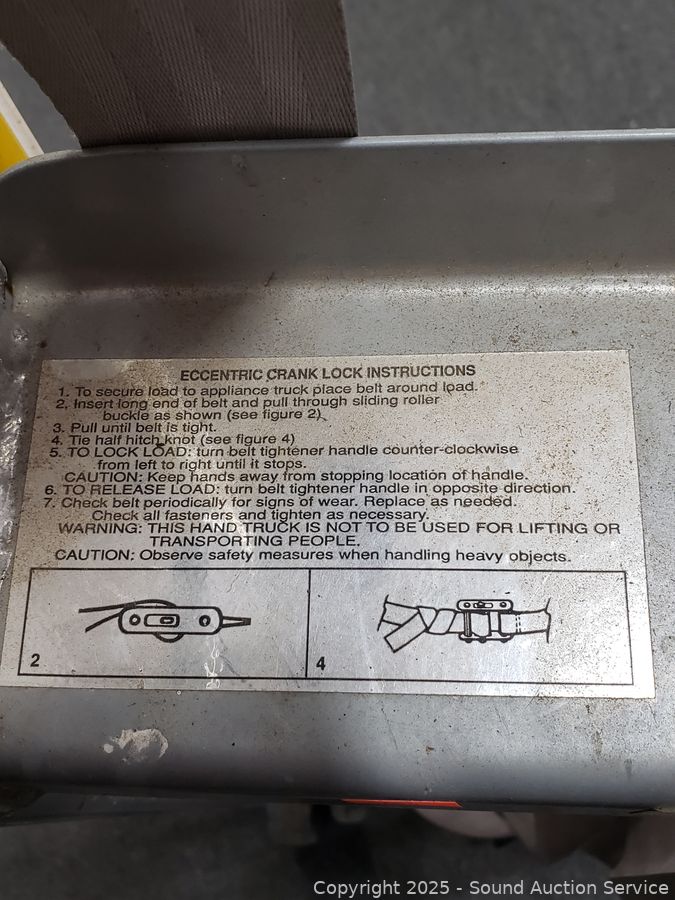 ECCENTRIC CRANK LOCK INSTRUCTIONS
1. To secure load to appliance truck place belt around load.
2. Insert long end of belt and pull through sliding roller
buckle as shown (see figure 2)
3. Pull until belt is tight.
4. Tie half hitch knot (see figure 4)
5. TO LOCK LOAD: turn belt tightener handle counter-clockwise
from left to right until it stops.
CAUTION: Keep hands away from stopping location of handle.
6. TO RELEASE LOAD: turn belt tightener handle in opposite direction.
7. Check belt periodically for signs of wear. Replace as needed.
Check all fasteners and tighten as necessary.
WARNING: THIS HAND TRUCK IS NOT TO BE USED FOR LIFTING OR
TRANSPORTING PEOPLE.
CAUTION: Observe safety measures when handling heavy objects.
2
4
Copyright 2025 - Sound Auction Service